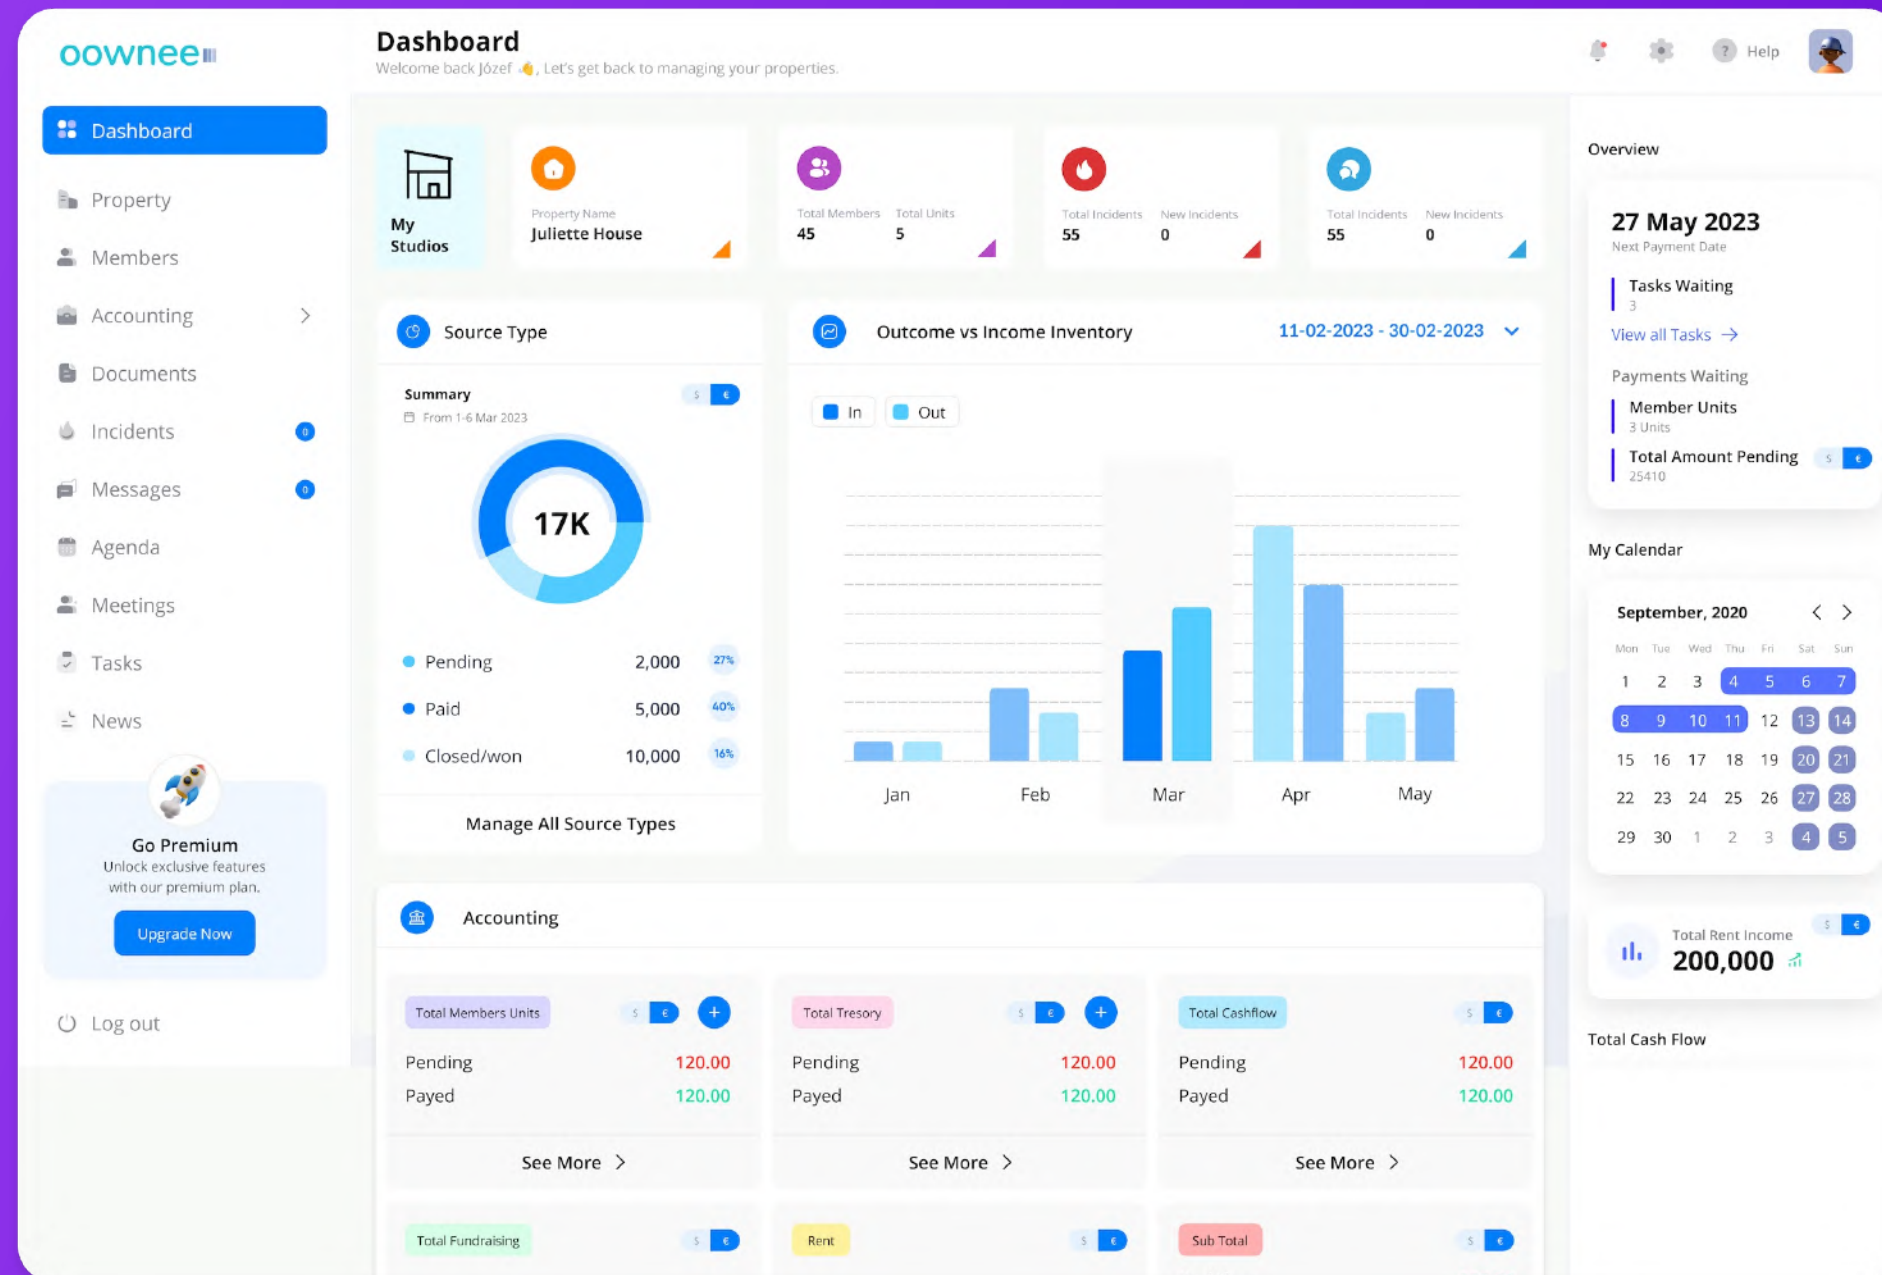 oownee
Dashboard
Property
Members
Accounting
Documents
Incidents 0
Messages 0
Agenda
Meetings
Tasks
News
Go Premium
Unlock exclusive features
with our premium plan.
Upgrade Now
Log out
Dashboard
Welcome back Józef 👋, Let's get back to managing your properties.
? Help
My
Studios
Property Name
Juliette House
Total Members Total Units
45 5
Total Incidents New Incidents
55 0
Total Incidents New Incidents
55 0
Source Type
Summary $ €
From 1-6 Mar 2023
17K
Pending 2,000 27%
Paid 5,000 40%
Closed/won 10,000 16%
Manage All Source Types
Outcome vs Income Inventory 11-02-2023 - 30-02-2023
In Out
Jan Feb Mar Apr May
Accounting
Total Members Units $ € +
Pending 120.00
Payed 120.00
See More >
Total Tresory $ € +
Pending 120.00
Payed 120.00
See More >
Total Cashflow $ €
Pending 120.00
Payed 120.00
See More >
Total Fundraising $ €
Rent $ €
Sub Total $ €
Overview
27 May 2023
Next Payment Date
Tasks Waiting
3
View all Tasks →
Payments Waiting
Member Units
3 Units
Total Amount Pending $ €
25410
My Calendar
September, 2020 < >
Mon Tue Wed Thu Fri Sat Sun
1 2 3 4 5 6 7
8 9 10 11 12 13 14
15 16 17 18 19 20 21
22 23 24 25 26 27 28
29 30 1 2 3 4 5
Total Rent Income $ €
200,000
Total Cash Flow